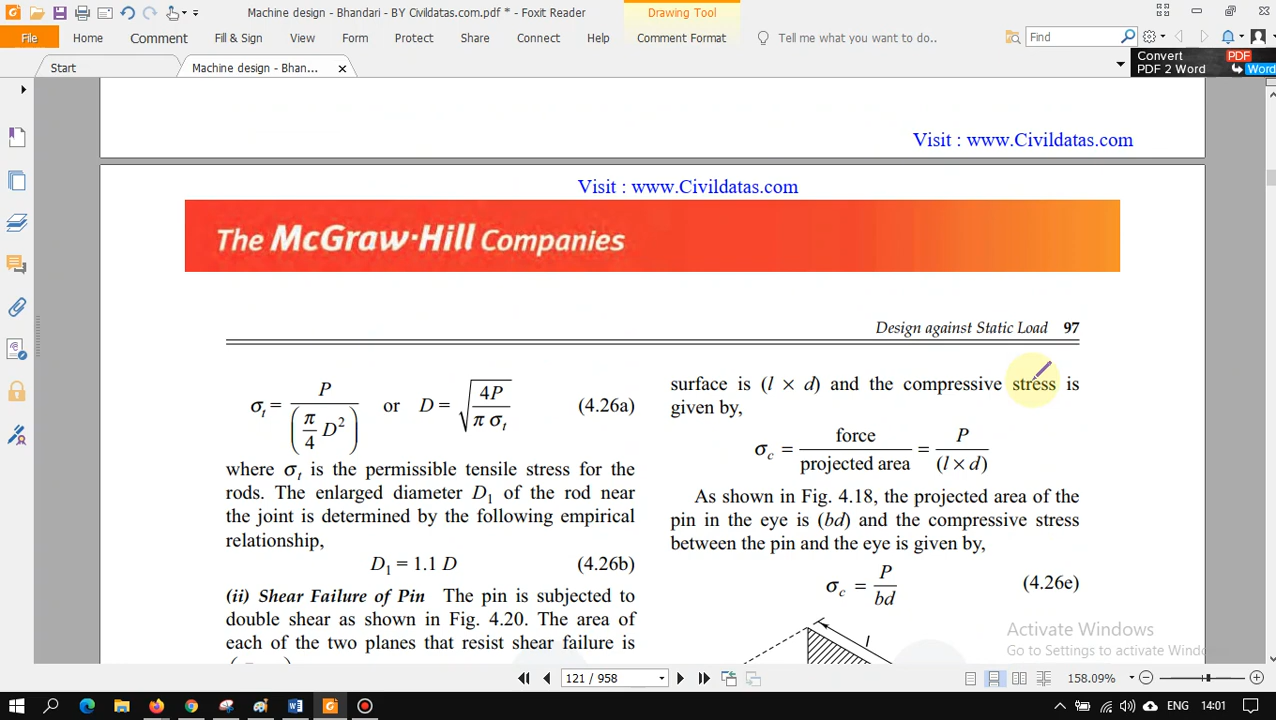 Machine design - Bhandari - BY Civildatas.com.pdf * - Foxit Reader
Drawing Tool
File
Home
Comment
Fill & Sign
View
Form
Protect
Share
Connect
Help
Comment Format
Tell me what you want to do..
Find
Start
Machine design - Bhan...
Convert PDF
PDF 2 Word
Word
Visit : www.Civildatas.com
Visit : www.Civildatas.com
The McGraw·Hill Companies
Design against Static Load 97
σt = P / (π/4 D²) or D = √(4P / π σt) (4.26a)
where σt is the permissible tensile stress for the
rods. The enlarged diameter D1 of the rod near
the joint is determined by the following empirical
relationship,
D1 = 1.1 D (4.26b)
(ii) Shear Failure of Pin The pin is subjected to
double shear as shown in Fig. 4.20. The area of
each of the two planes that resist shear failure is
surface is (l × d) and the compressive stress is
given by,
σc = force / projected area = P / (l × d)
As shown in Fig. 4.18, the projected area of the
pin in the eye is (bd) and the compressive stress
between the pin and the eye is given by,
σc = P / bd (4.26e)
l
Activate Windows
Go to Settings to activate Windo
121 / 958
158.09%
ENG
14:01